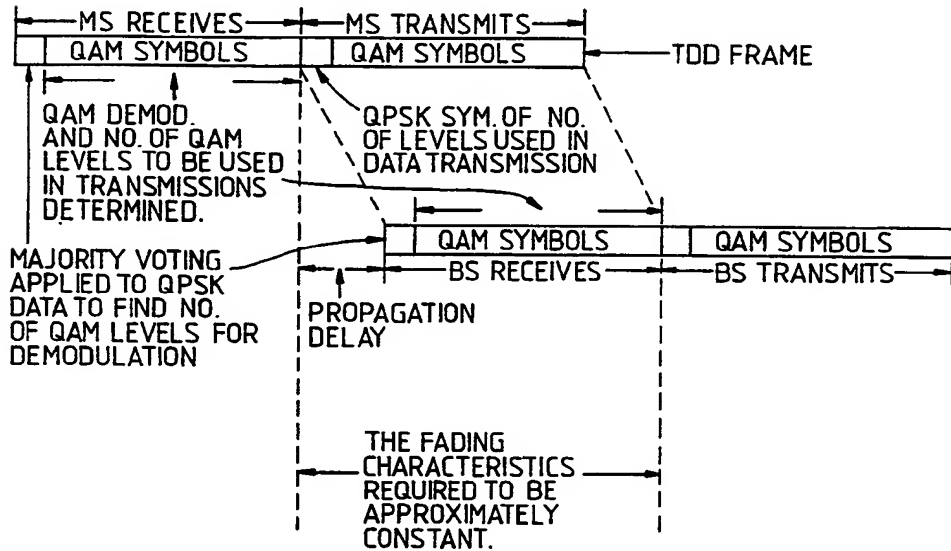 MS RECEIVES
MS TRANSMITS
QAM SYMBOLS
QAM SYMBOLS
TDD FRAME
QAM DEMOD.
AND NO. OF QAM
LEVELS TO BE USED
IN TRANSMISSIONS
DETERMINED.
QPSK SYM. OF NO.
OF LEVELS USED IN
DATA TRANSMISSION
MAJORITY VOTING
APPLIED TO QPSK
DATA TO FIND NO.
OF QAM LEVELS FOR
DEMODULATION
QAM SYMBOLS
QAM SYMBOLS
BS RECEIVES
BS TRANSMITS
PROPAGATION
DELAY
THE FADING
CHARACTERISTICS
REQUIRED TO BE
APPROXIMATELY
CONSTANT.